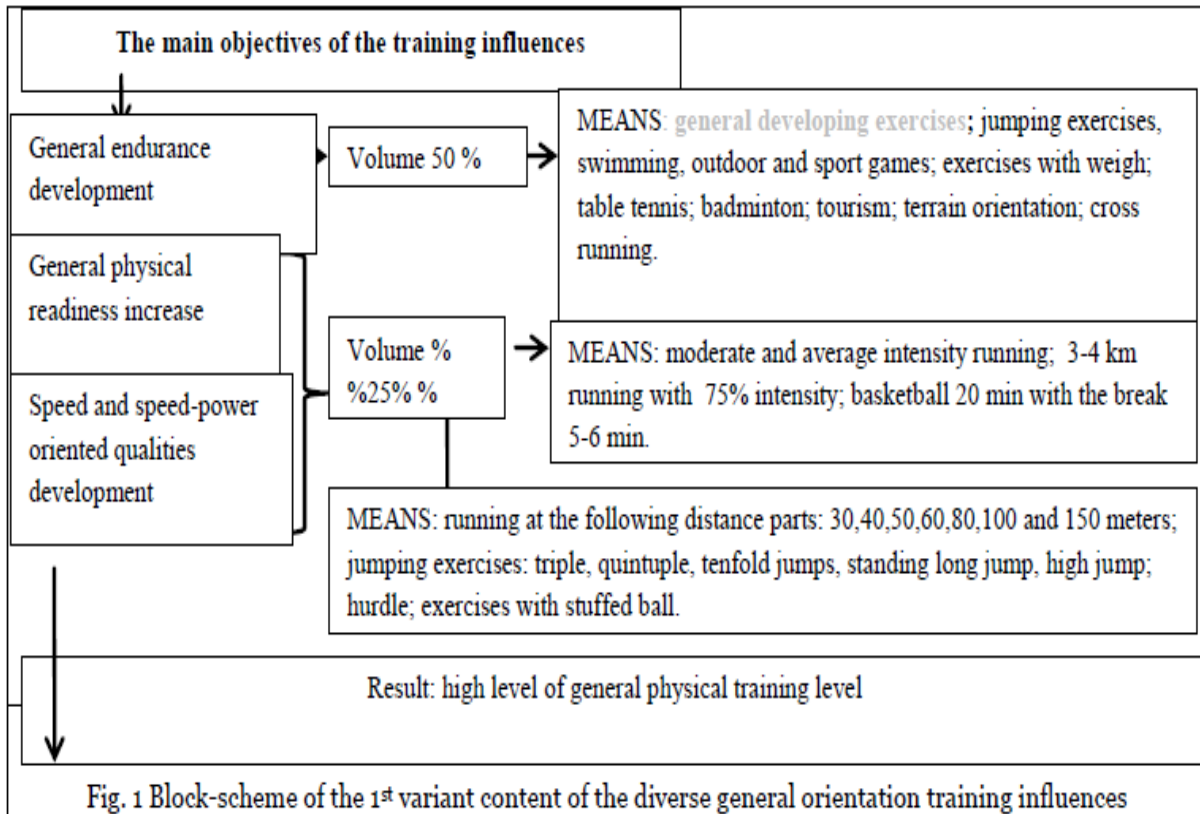 The main objectives of the training influences
General endurance
development
Volume 50 %
MEANS: general developing exercises; jumping exercises,
swimming, outdoor and sport games; exercises with weigh;
table tennis; badminton; tourism; terrain orientation; cross
running.
General physical
readiness increase
Speed and speed-power
oriented qualities
development
Volume %
%25% %
MEANS: moderate and average intensity running; 3-4 km
running with 75% intensity; basketball 20 min with the break
5-6 min.
MEANS: running at the following distance parts: 30,40,50,60,80,100 and 150 meters;
jumping exercises: triple, quintuple, tenfold jumps, standing long jump, high jump;
hurdle; exercises with stuffed ball.
Result: high level of general physical training level
Fig. 1 Block-scheme of the 1st variant content of the diverse general orientation training influences